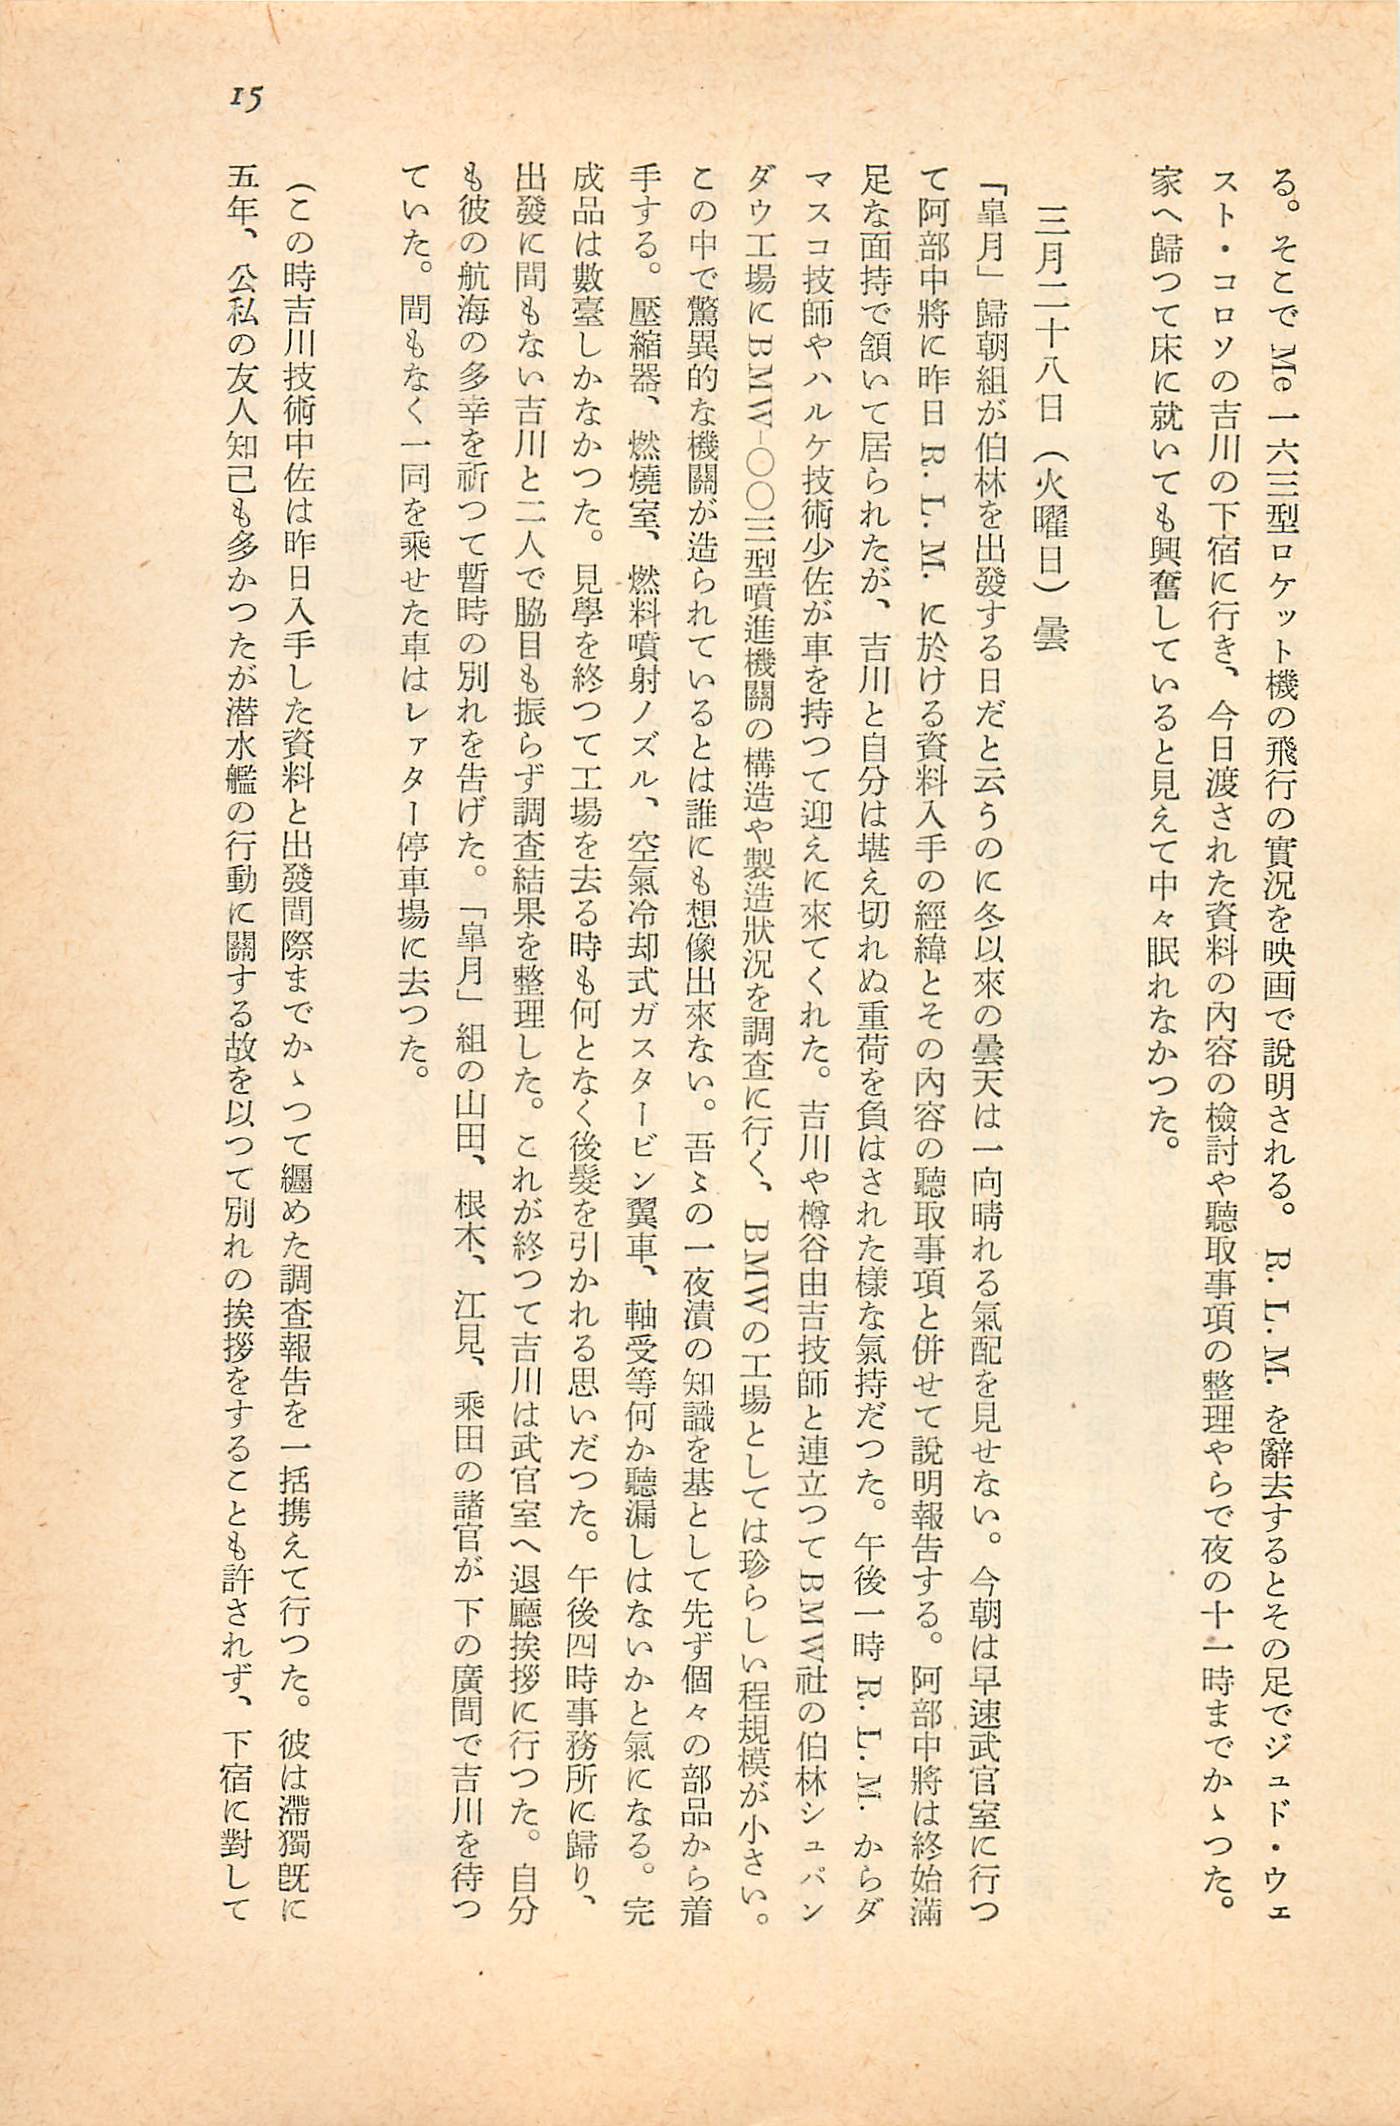 る。そこで Me 一六三型ロケット機の飛行の實況を映画で説明される。 R. L. M. を辭去するとその足でジュド・ウェ
スト・コロソの吉川の下宿に行き、今日渡された資料の内容の檢討や聽取事項の整理やらで夜の十一時までかゝつた。
家へ歸つて床に就いても興奮していると見えて中々眠れなかつた。
三月二十八日（火曜日）曇
「皐月」歸朝組が伯林を出發する日だと云うのに冬以來の曇天は一向晴れる氣配を見せない。今朝は早速武官室に行つ
て阿部中將に昨日 R. L. M. に於ける資料入手の經緯とその内容の聽取事項と併せて説明報告する。阿部中將は終始滿
足な面持で頷いて居られたが、吉川と自分は堪え切れぬ重荷を負はされた樣な氣持だつた。午後一時 R. L. M. からダ
マスコ技師やハルケ技術少佐が車を持つて迎えに來てくれた。吉川や樽谷由吉技師と連立つてBMW社の伯林シュパン
ダウ工場にBMW-〇〇三型噴進機關の構造や製造狀況を調査に行く、BMWの工場としては珍らしい程規模が小さい。
この中で驚異的な機關が造られているとは誰にも想像出來ない。吾〻の一夜漬の知識を基として先ず個々の部品から着
手する。壓縮器、燃燒室、燃料噴射ノズル、空氣冷却式ガスタービン翼車、軸受等何か聽漏しはないかと氣になる。完
成品は數臺しかなかつた。見學を終つて工場を去る時も何となく後髮を引かれる思いだつた。午後四時事務所に歸り、
出發に間もない吉川と二人で脇目も振らず調査結果を整理した。これが終つて吉川は武官室へ退廳挨拶に行つた。自分
も彼の航海の多幸を祈つて暫時の別れを告げた。「皐月」組の山田、根木、江見、乘田の諸官が下の廣間で吉川を待つ
ていた。間もなく一同を乘せた車はレァター停車場に去つた。
（この時吉川技術中佐は昨日入手した資料と出發間際までかゝつて纒めた調査報告を一括携えて行つた。彼は滯獨既に
五年、公私の友人知己も多かつたが潜水艦の行動に關する故を以つて別れの挨拶をすることも許されず、下宿に對して
15